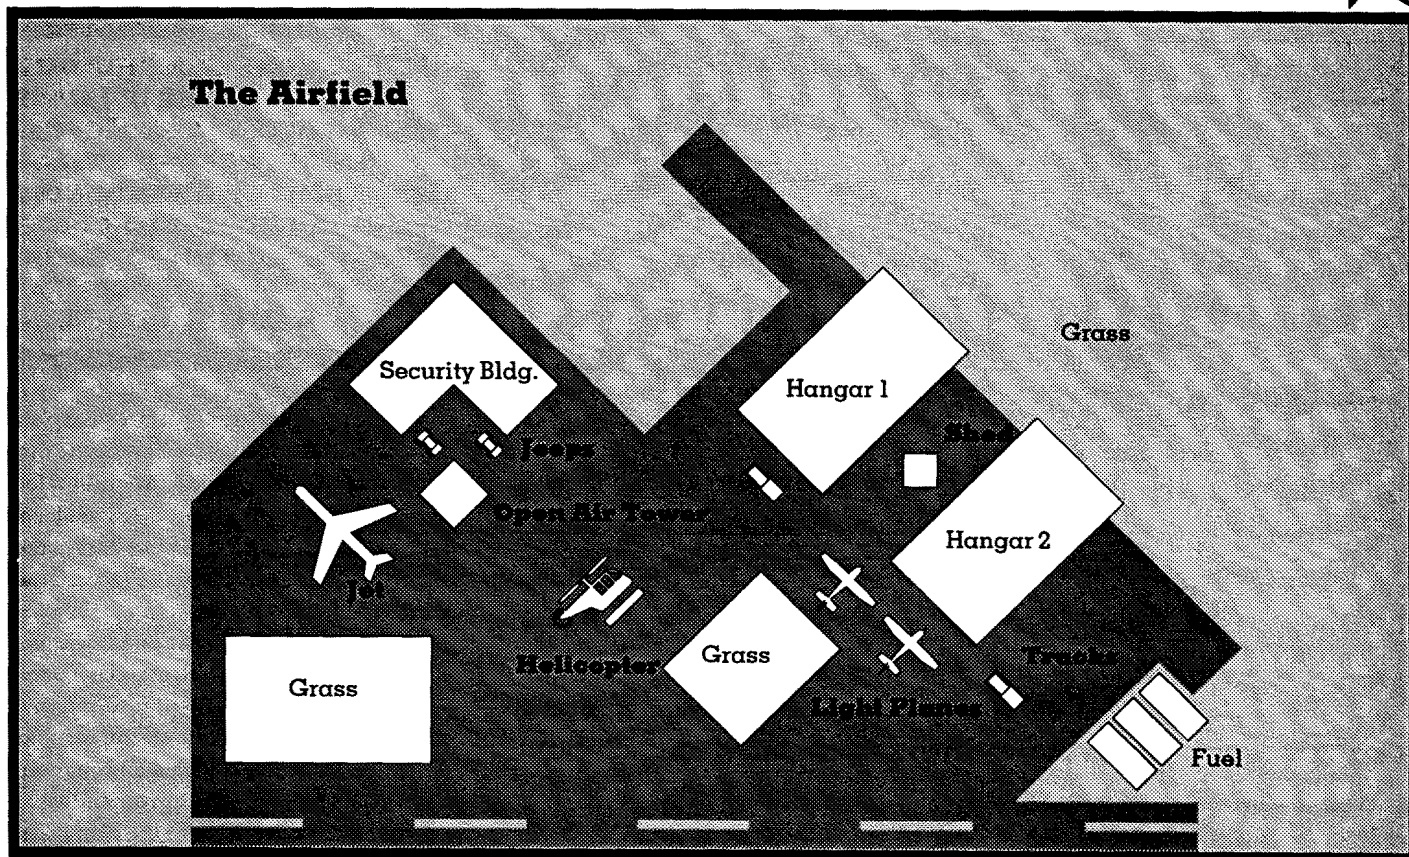 The Airfield
Grass
Security Bldg.
Hangar 1
Shed
Jeeps
Open Air Tower
Hangar 2
Jet
Helicopter
Grass
Trucks
Grass
Light Planes
Fuel